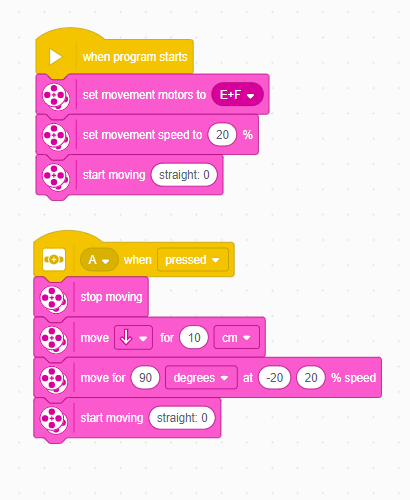 when program starts
set movement motors to E+F
set movement speed to 20 %
start moving straight: 0
A when pressed
stop moving
move for 10 cm
move for 90 degrees at -20 20 % speed
start moving straight: 0